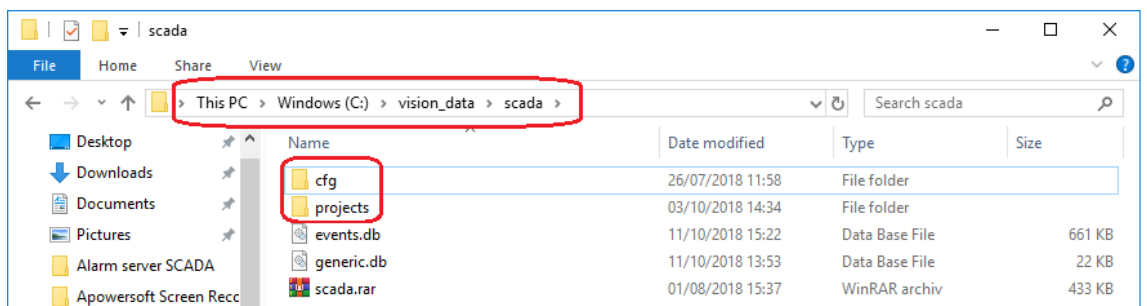 scada
File Home Share View
This PC > Windows (C:) > vision_data > scada > Search scada
Desktop Name Date modified Type Size
Downloads cfg 26/07/2018 11:58 File folder
Documents projects 03/10/2018 14:34 File folder
Pictures events.db 11/10/2018 15:22 Data Base File 661 KB
Alarm server SCADA generic.db 11/10/2018 13:53 Data Base File 22 KB
Apowersoft Screen Recc scada.rar 01/08/2018 15:37 WinRAR archiv 433 KB